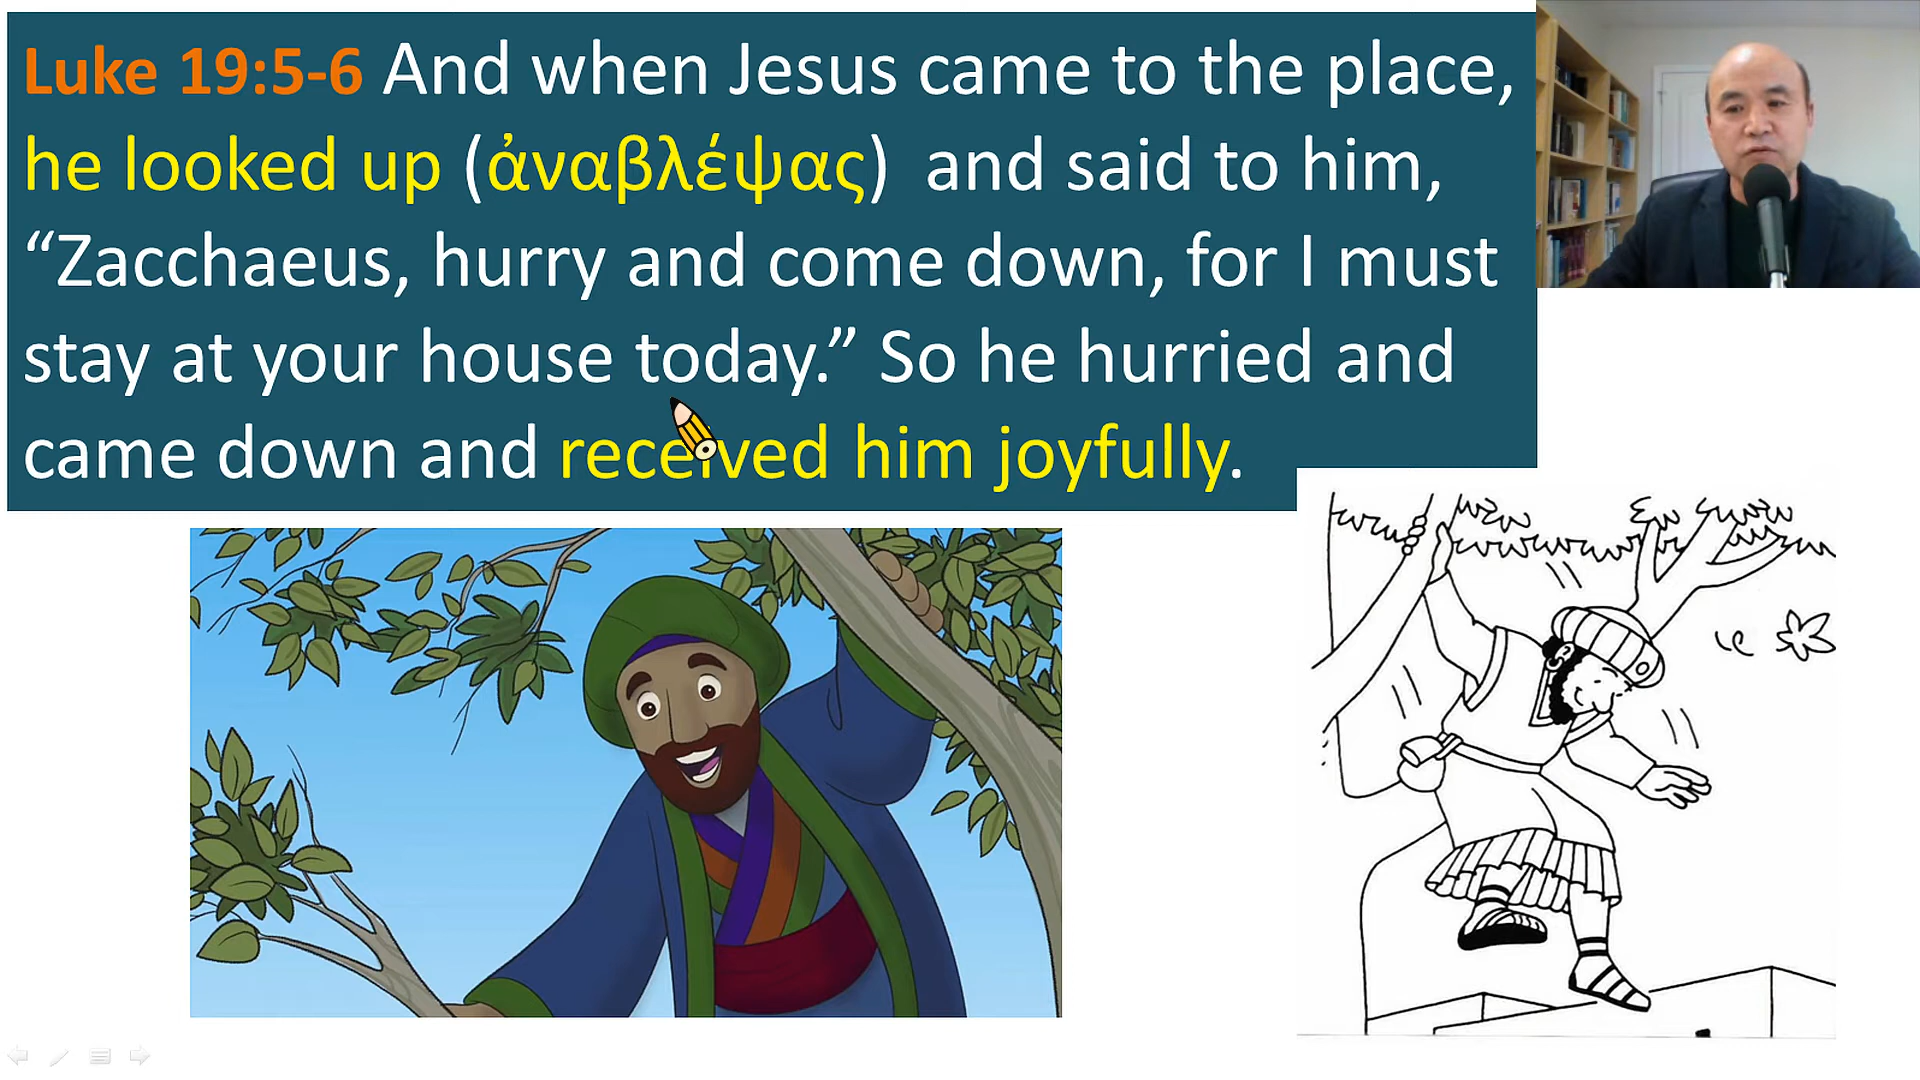 Luke 19:5-6 And when Jesus came to the place,
he looked up (ἀναβλέψας) and said to him,
“Zacchaeus, hurry and come down, for I must
stay at your house today.” So he hurried and
came down and received him joyfully.